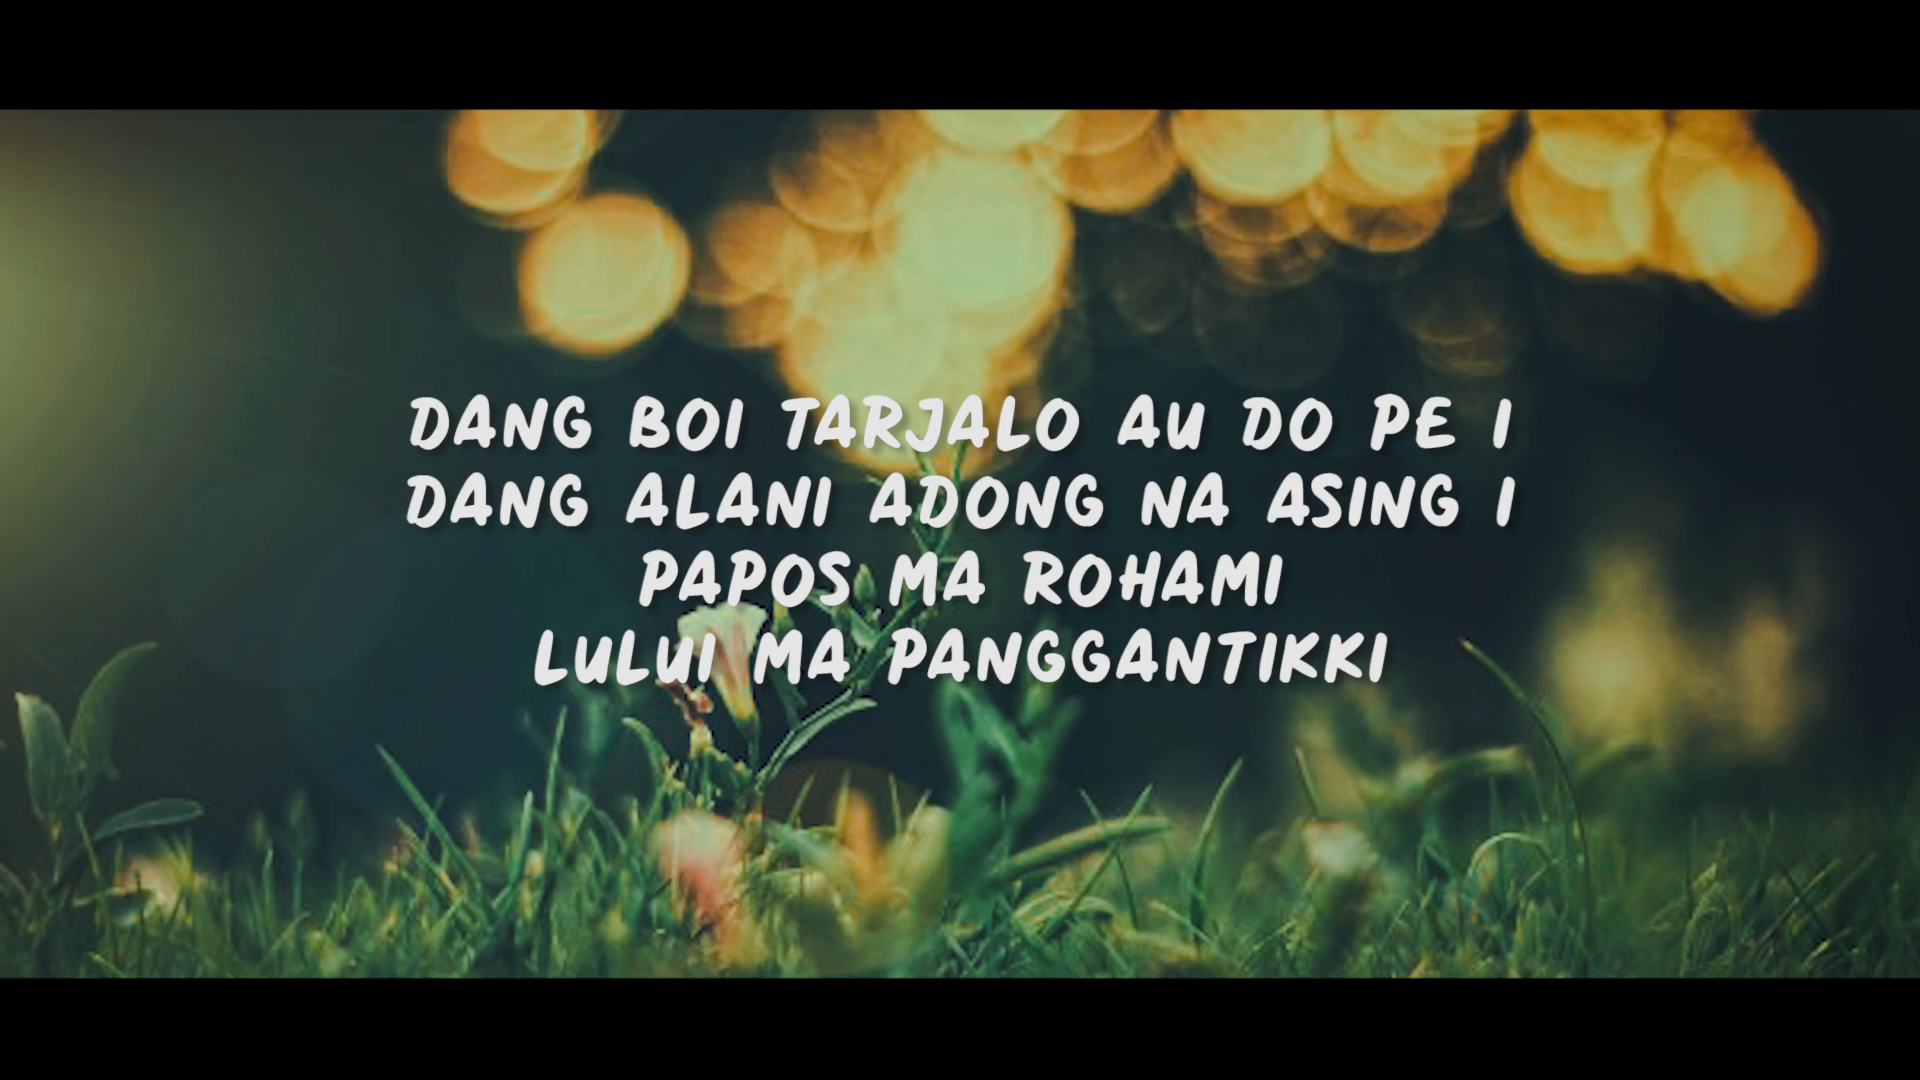 DANG BOI TARJALO AU DO PE I
DANG ALANI ADONG NA ASING I
PAPOS MA ROHAMI
LULUI MA PANGGANTIKKI